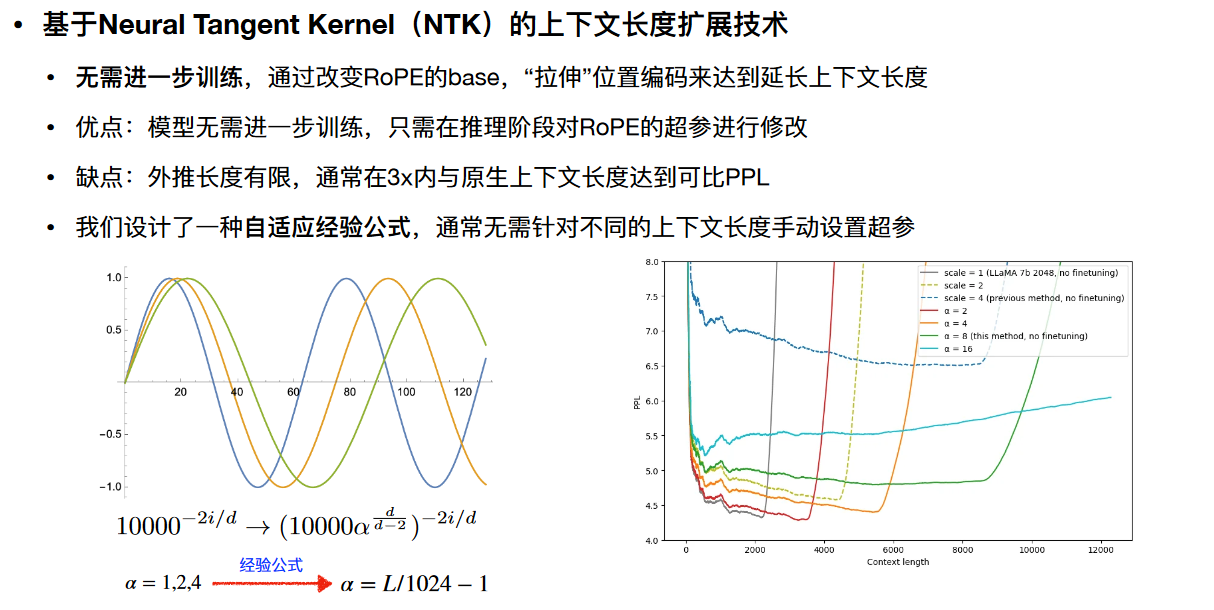 • 基于Neural Tangent Kernel（NTK）的上下文长度扩展技术
• 无需进一步训练，通过改变RoPE的base，“拉伸”位置编码来达到延长上下文长度
• 优点：模型无需进一步训练，只需在推理阶段对RoPE的超参进行修改
• 缺点：外推长度有限，通常在3x内与原生上下文长度达到可比PPL
• 我们设计了一种自适应经验公式，通常无需针对不同的上下文长度手动设置超参
1.0
0.5
−0.5
−1.0
20 40 60 80 100 120
10000^{−2i/d} → (10000α^{d/(d−2)})^{−2i/d}
经验公式
α = 1,2,4
α = L/1024 − 1
8.0
7.5
7.0
6.5
6.0
5.5
5.0
4.5
4.0
PPL
scale = 1 (LLaMA 7b 2048, no finetuning)
scale = 2
scale = 4 (previous method, no finetuning)
α = 2
α = 4
α = 8 (this method, no finetuning)
α = 16
0 2000 4000 6000 8000 10000 12000
Context length